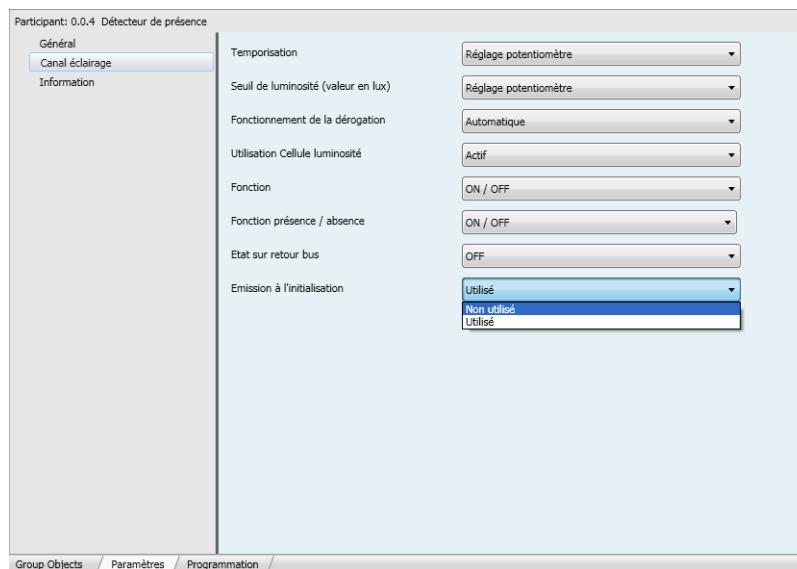 Participant: 0.0.4 Détecteur de présence
Général
Canal éclairage
Information
Temporisation
Réglage potentiomètre
Seuil de luminosité (valeur en lux)
Réglage potentiomètre
Fonctionnement de la dérogation
Automatique
Utilisation Cellule luminosité
Actif
Fonction
ON / OFF
Fonction présence / absence
ON / OFF
Etat sur retour bus
OFF
Emission à l'initialisation
Utilisé
Non utilisé
Utilisé
Group Objects
Paramètres
Programmation